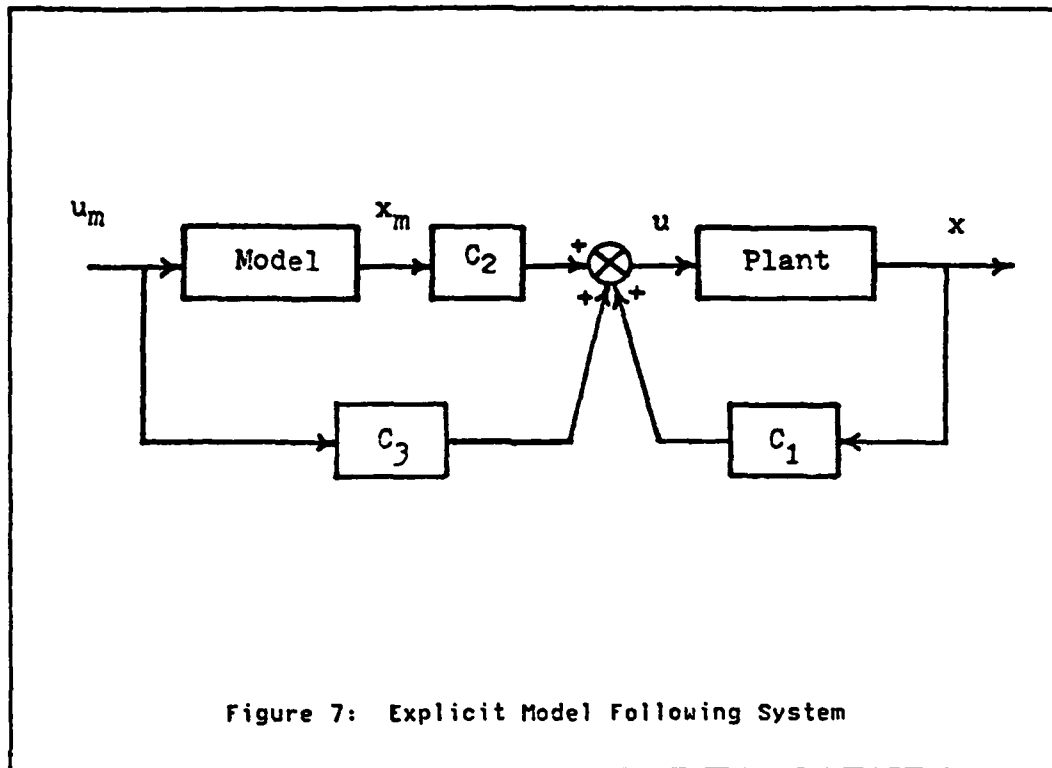 u_m x_m u x
Model C_2 + Plant
+ +
C_3 C_1
Figure 7: Explicit Model Following System